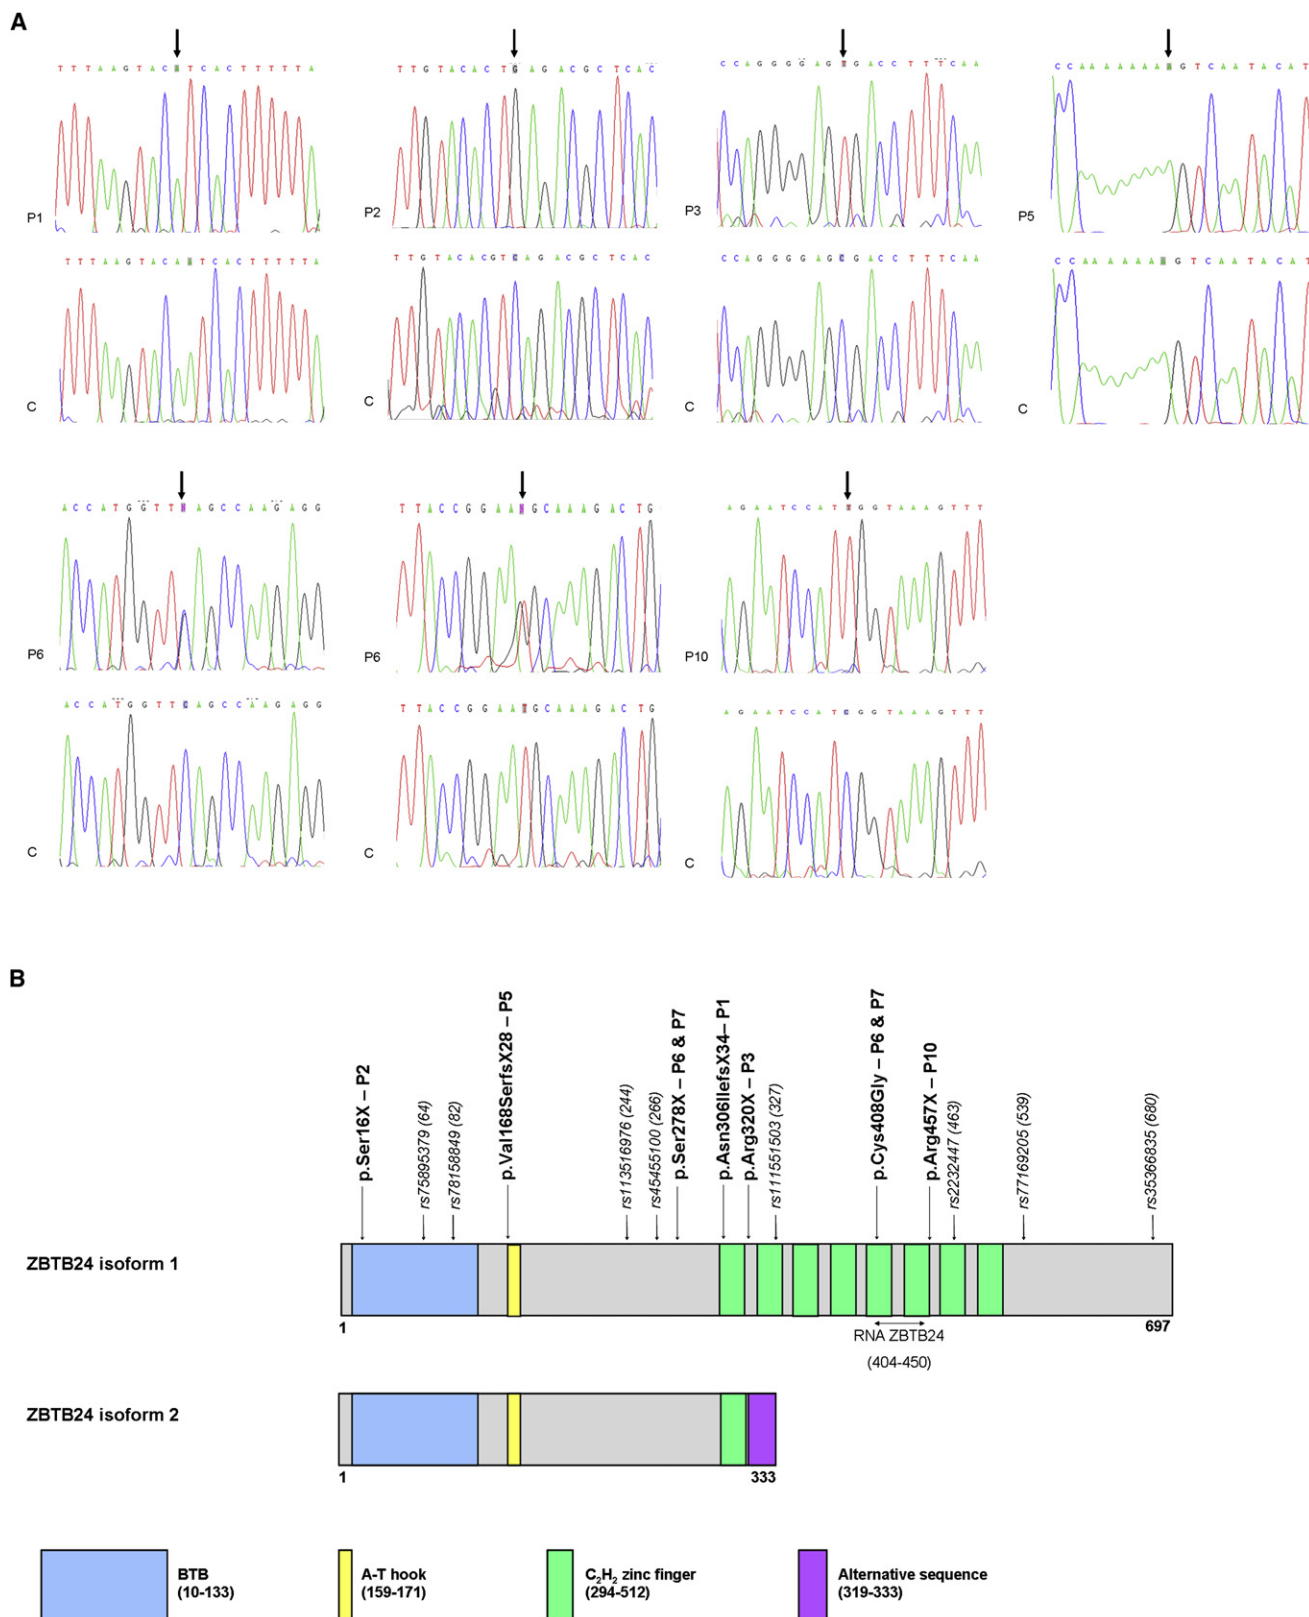 A
T T T A A G T A C A T C A C T T T T T A
T T G T A C A C T G A G A C G C T C A C
C C A G G G G A G T G A C C T T T C A A
C C A A A A A A A A G T C A A T A C A T
P1
P2
P3
P5
T T T A A G T A C A A T C A C T T T T T A
T T G T A C A C G T C A G A C G C T C A C
C C A G G G G A G C G A C C T T T C A A
C C A A A A A A A G T C A A T A C A T
C
C
C
C
A C C A T G G T T N A G C C A A G A G G
T T A C C G G A A N G C A A A G A C T G
A G A A T C C A T T G G T A A A G T T T
P6
P6
P10
A C C A T G G T T C A G C C A A G A G G
T T A C C G G A A T G C A A A G A C T G
A G A A T C C A T C G G T A A A G T T T
C
C
C
B
p.Ser16X – P2
rs75895379 (64)
rs78158849 (82)
p.Val168SerfsX28 – P5
rs113516976 (244)
rs45455100 (266)
p.Ser278X – P6 & P7
p.Asn306IlefsX34– P1
p.Arg320X – P3
rs111551503 (327)
p.Cys408Gly – P6 & P7
p.Arg457X – P10
rs2232447 (463)
rs77169205 (539)
rs35366835 (680)
ZBTB24 isoform 1
1
697
RNA ZBTB24
(404-450)
ZBTB24 isoform 2
1
333
BTB
(10-133)
A-T hook
(159-171)
C₂H₂ zinc finger
(294-512)
Alternative sequence
(319-333)